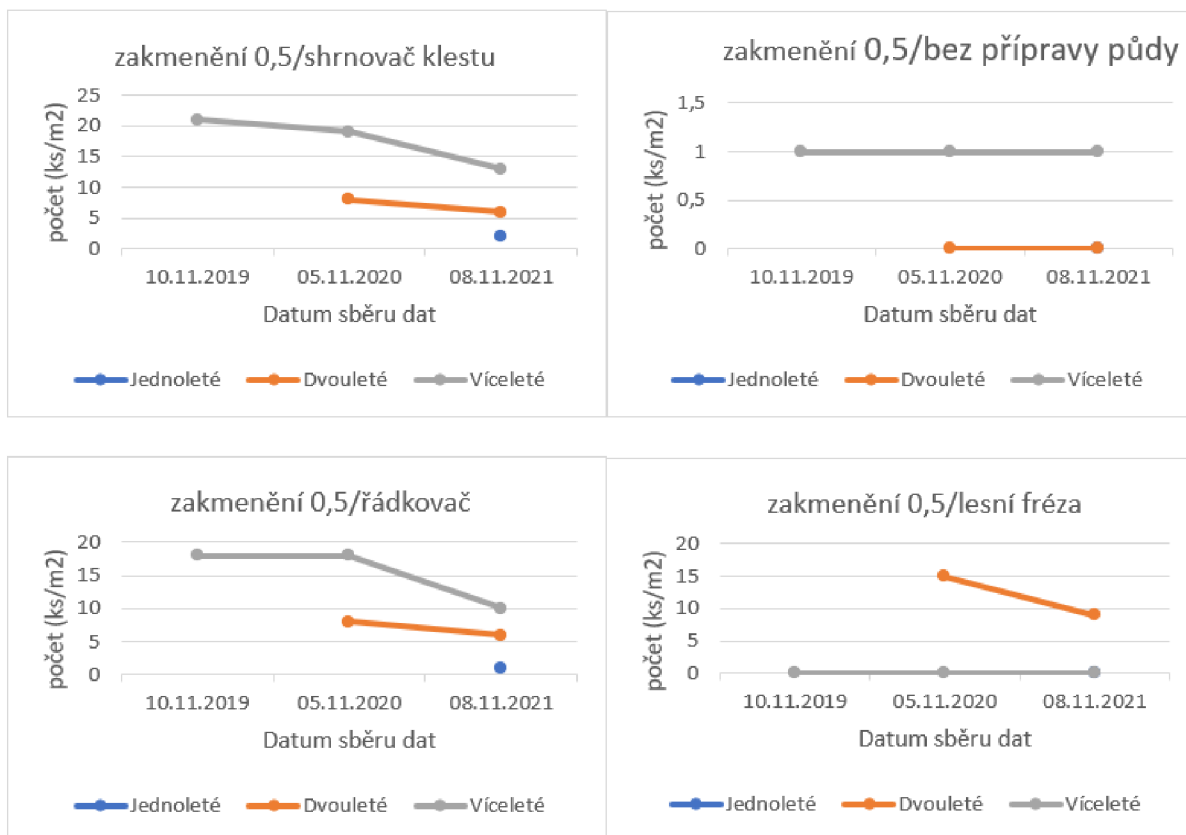 zakmenění 0,5/shrnovač klestu
počet (ks/m2)
25
20
15
10
5
0
10.11.2019 05.11.2020 08.11.2021
Datum sběru dat
Jednoleté Dvouleté Víceleté
zakmenění 0,5/bez přípravy půdy
počet (ks/m2)
1,5
1
0,5
0
10.11.2019 05.11.2020 08.11.2021
Datum sběru dat
Jednoleté Dvouleté Víceleté
zakmenění 0,5/řádkovač
počet (ks/m2)
20
15
10
5
0
10.11.2019 05.11.2020 08.11.2021
Datum sběru dat
Jednoleté Dvouleté Víceleté
zakmenění 0,5/lesní fréza
počet (ks/m2)
20
15
10
5
0
10.11.2019 05.11.2020 08.11.2021
Datum sběru dat
Jednoleté Dvouleté Víceleté